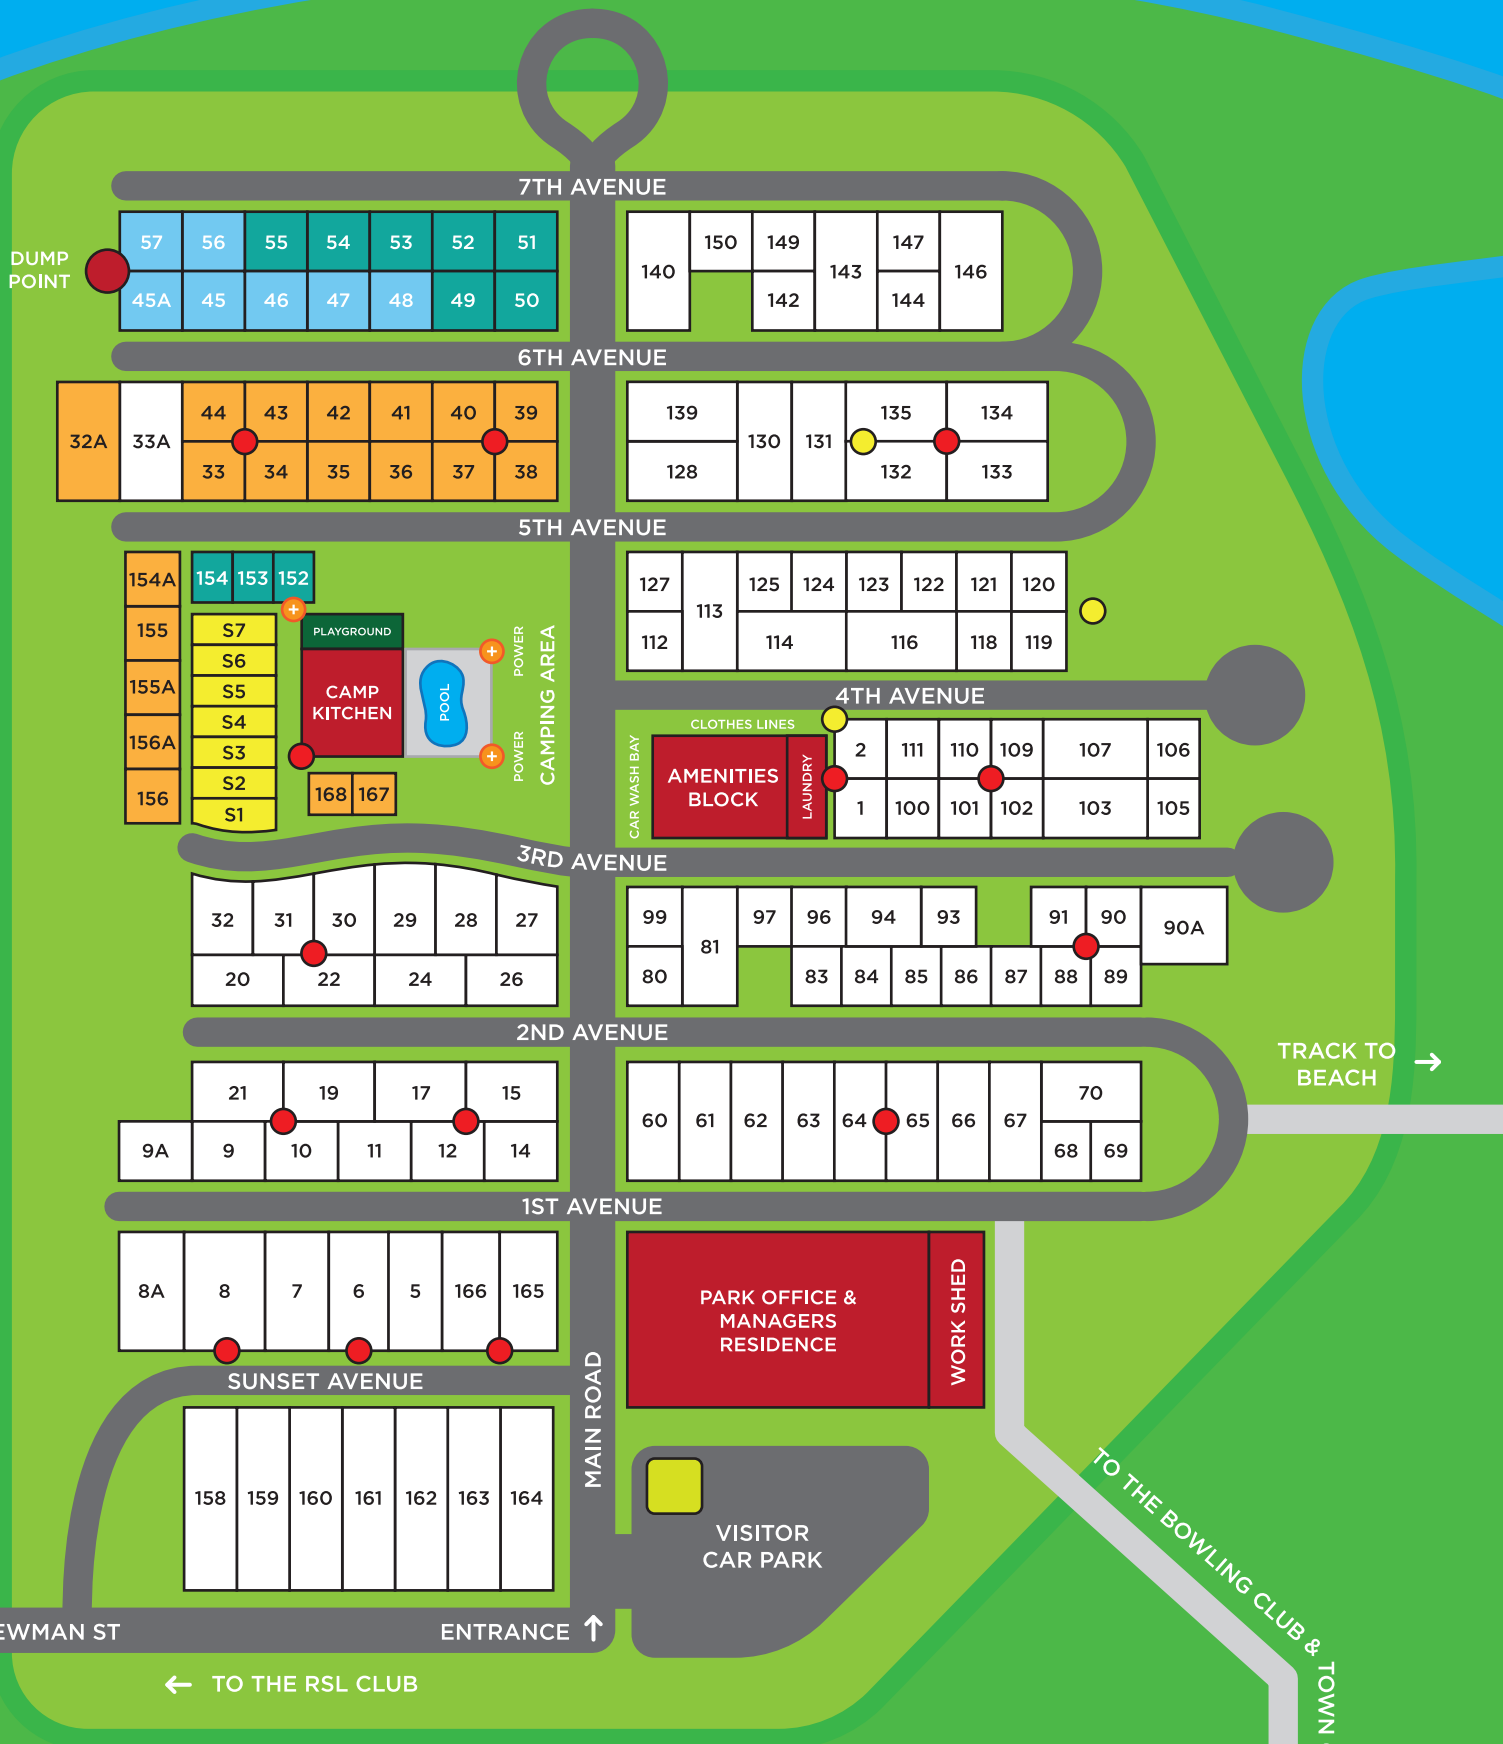 7TH AVENUE
DUMP
POINT
57 56 55 54 53 52 51
45A 45 46 47 48 49 50
140 150 149 143 147 146
142 144
6TH AVENUE
32A 33A 44 43 42 41 40 39
33 34 35 36 37 38
139 130 131 135 134
128 132 133
5TH AVENUE
154A 154 153 152
155
155A
156A
156
S7
S6
S5
S4
S3
S2
S1
PLAYGROUND
CAMP
KITCHEN
POOL
POWER
POWER
CAMPING AREA
168 167
127 113 125 124 123 122 121 120
112 114 116 118 119
4TH AVENUE
CLOTHES LINES
CAR WASH BAY
AMENITIES
BLOCK
LAUNDRY
2 111 110 109 107 106
1 100 101 102 103 105
3RD AVENUE
32 31 30 29 28 27
20 22 24 26
99 81 97 96 94 93 91 90 90A
80 83 84 85 86 87 88 89
2ND AVENUE
TRACK TO →
BEACH
21 19 17 15
9A 9 10 11 12 14
60 61 62 63 64 65 66 67 70
68 69
1ST AVENUE
8A 8 7 6 5 166 165
PARK OFFICE &
MANAGERS
RESIDENCE
WORK SHED
SUNSET AVENUE
MAIN ROAD
158 159 160 161 162 163 164
VISITOR
CAR PARK
TO THE BOWLING CLUB & TOWN
EWMAN ST
ENTRANCE ↑
← TO THE RSL CLUB